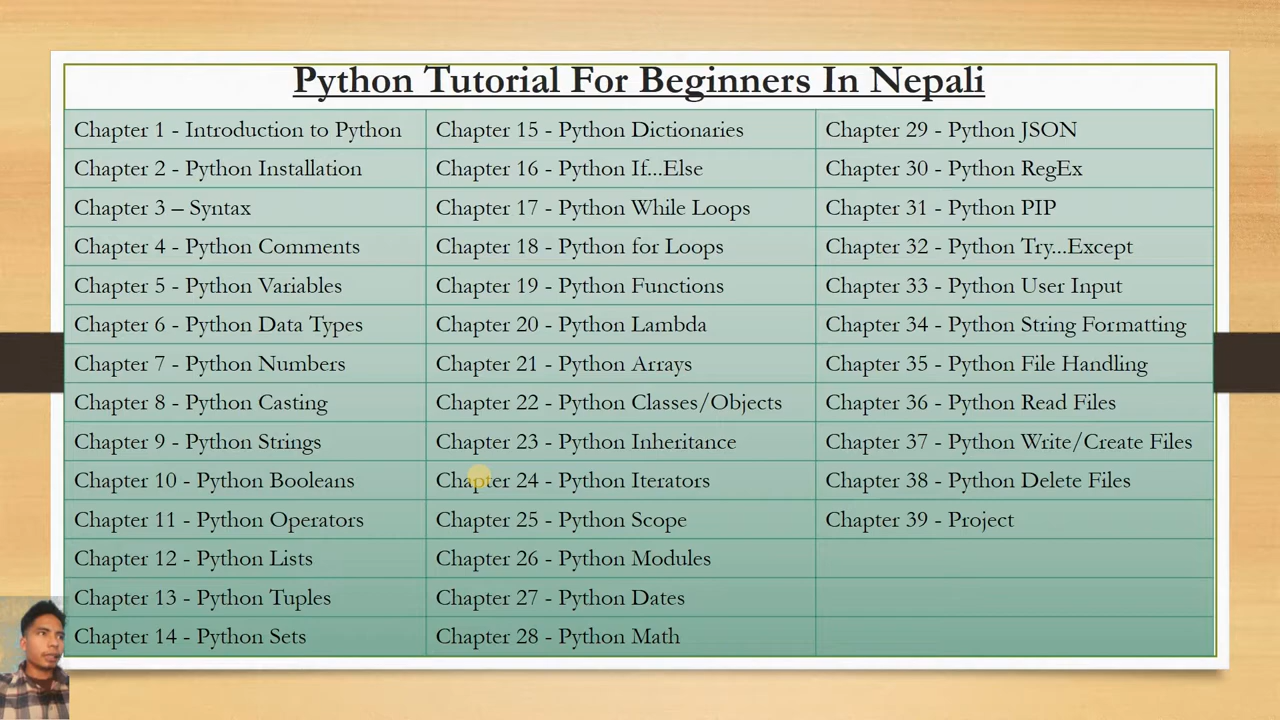 Python Tutorial For Beginners In Nepali
Chapter 1 - Introduction to Python
Chapter 2 - Python Installation
Chapter 3 – Syntax
Chapter 4 - Python Comments
Chapter 5 - Python Variables
Chapter 6 - Python Data Types
Chapter 7 - Python Numbers
Chapter 8 - Python Casting
Chapter 9 - Python Strings
Chapter 10 - Python Booleans
Chapter 11 - Python Operators
Chapter 12 - Python Lists
Chapter 13 - Python Tuples
Chapter 14 - Python Sets
Chapter 15 - Python Dictionaries
Chapter 16 - Python If...Else
Chapter 17 - Python While Loops
Chapter 18 - Python for Loops
Chapter 19 - Python Functions
Chapter 20 - Python Lambda
Chapter 21 - Python Arrays
Chapter 22 - Python Classes/Objects
Chapter 23 - Python Inheritance
Chapter 24 - Python Iterators
Chapter 25 - Python Scope
Chapter 26 - Python Modules
Chapter 27 - Python Dates
Chapter 28 - Python Math
Chapter 29 - Python JSON
Chapter 30 - Python RegEx
Chapter 31 - Python PIP
Chapter 32 - Python Try...Except
Chapter 33 - Python User Input
Chapter 34 - Python String Formatting
Chapter 35 - Python File Handling
Chapter 36 - Python Read Files
Chapter 37 - Python Write/Create Files
Chapter 38 - Python Delete Files
Chapter 39 - Project